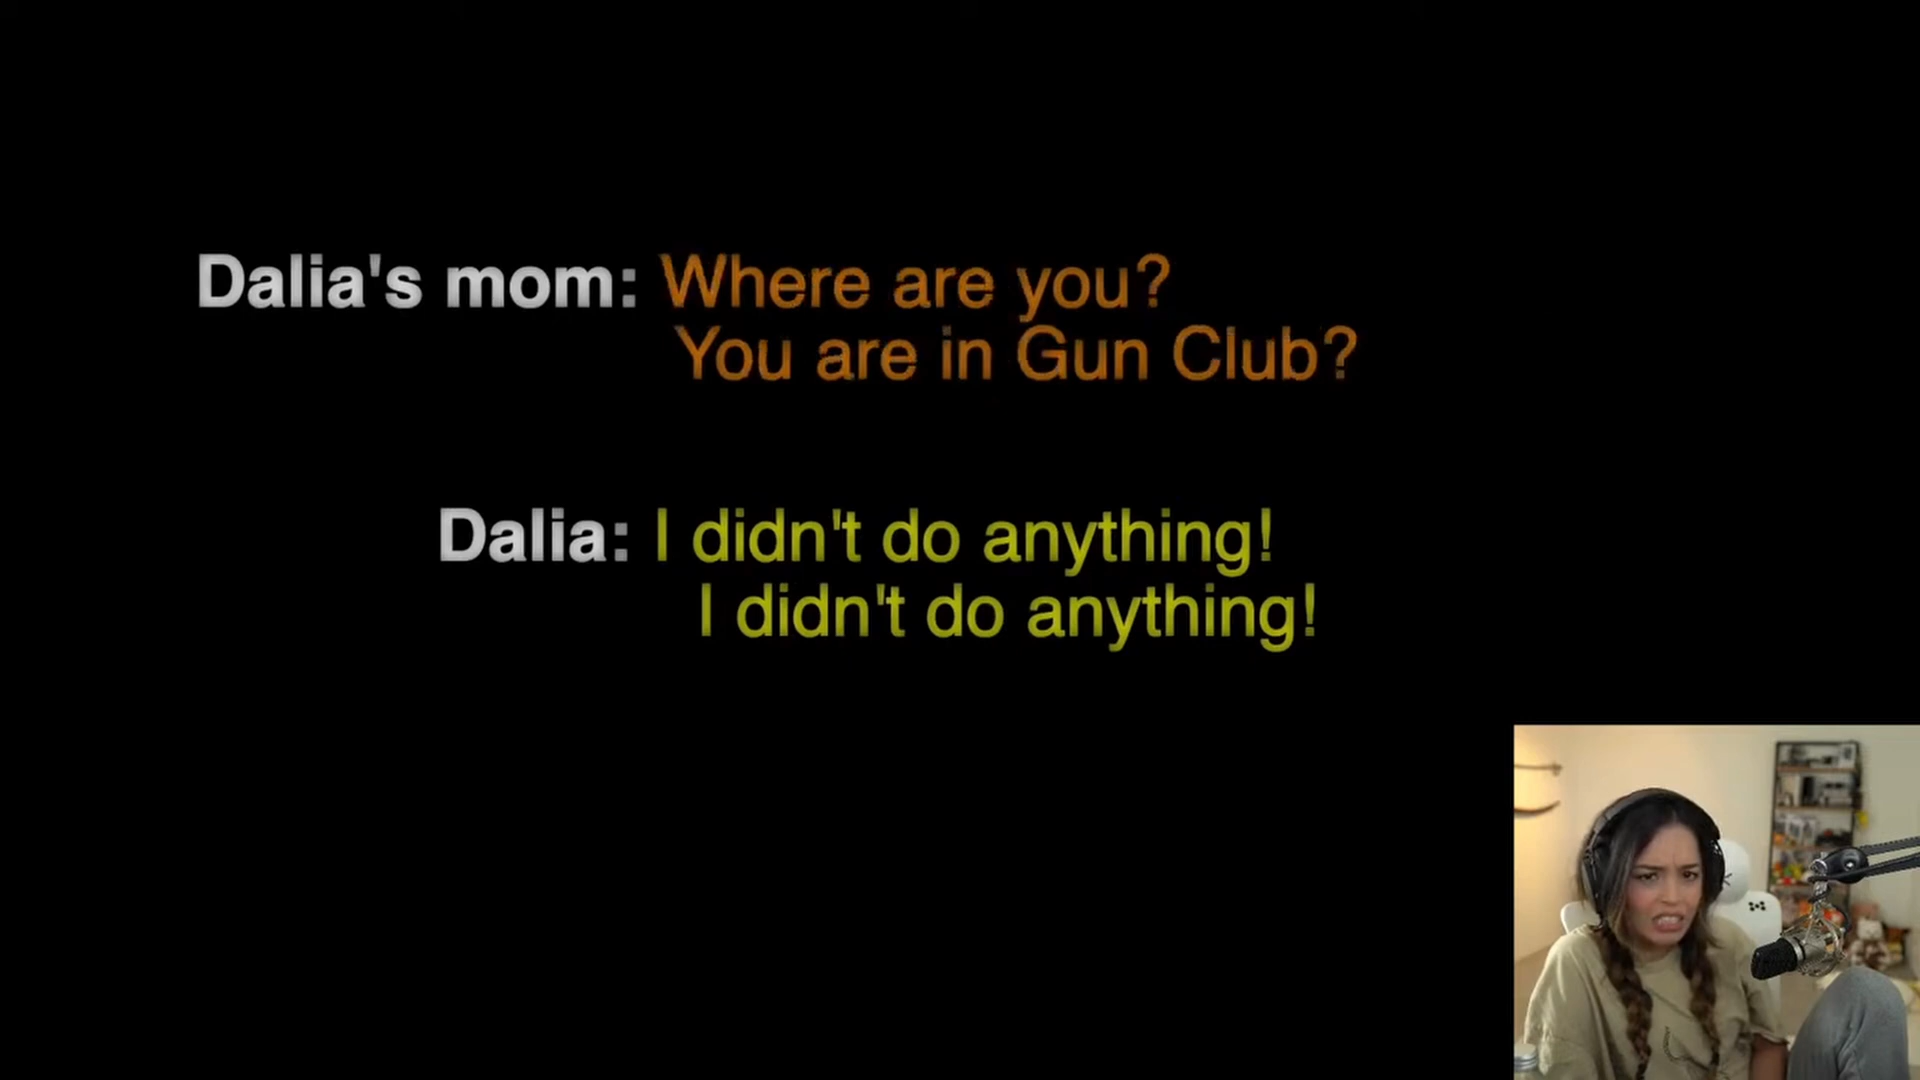 Dalia's mom: Where are you?
You are in Gun Club?
Dalia: I didn't do anything!
I didn't do anything!